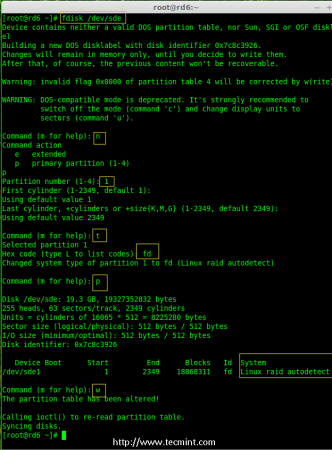 root@rd6:~
[root@rd6 ~]# fdisk /dev/sde
Device contains neither a valid DOS partition table, nor Sun, SGI or OSF disklab
el
Building a new DOS disklabel with disk identifier 0x7c8c3926.
Changes will remain in memory only, until you decide to write them.
After that, of course, the previous content won't be recoverable.
Warning: invalid flag 0x0000 of partition table 4 will be corrected by w(rite)
WARNING: DOS-compatible mode is deprecated. It's strongly recommended to
switch off the mode (command 'c') and change display units to
sectors (command 'u').
Command (m for help): n
Command action
e extended
p primary partition (1-4)
p
Partition number (1-4): 1
First cylinder (1-2349, default 1):
Using default value 1
Last cylinder, +cylinders or +size{K,M,G} (1-2349, default 2349):
Using default value 2349
Command (m for help): t
Selected partition 1
Hex code (type L to list codes): fd
Changed system type of partition 1 to fd (Linux raid autodetect)
Command (m for help): p
Disk /dev/sde: 19.3 GB, 19327352832 bytes
255 heads, 63 sectors/track, 2349 cylinders
Units = cylinders of 16065 * 512 = 8225280 bytes
Sector size (logical/physical): 512 bytes / 512 bytes
I/O size (minimum/optimal): 512 bytes / 512 bytes
Disk identifier: 0x7c8c3926
Device Boot Start End Blocks Id System
/dev/sde1 1 2349 18868311 fd Linux raid autodetect
Command (m for help): w
The partition table has been altered!
Calling ioctl() to re-read partition table.
Syncing disks.
[root@rd6 ~]#
http://www.tecmint.com